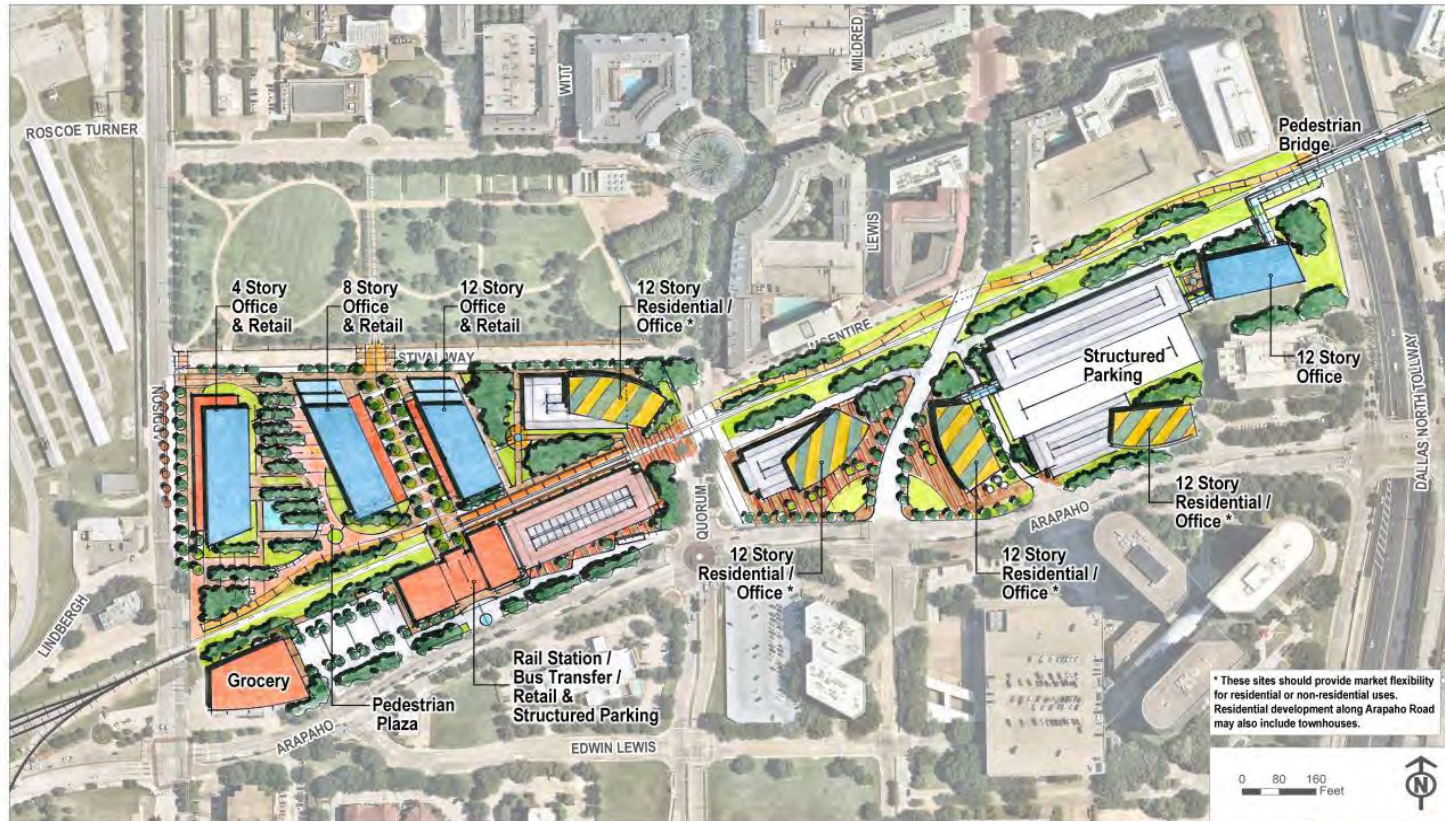 ROSCOE TURNER
WITT
MILDRED
Pedestrian
Bridge
LEWIS
4 Story
Office
& Retail
8 Story
Office
& Retail
12 Story
Office
& Retail
12 Story
Residential /
Office *
STIVAL WAY
SENTIRE
ADDISON
Structured
Parking
12 Story
Office
DALLAS NORTH TOLLWAY
QUORUM
12 Story
Residential /
Office *
ARAPAHO
12 Story
Residential /
Office *
12 Story
Residential /
Office *
LINDBERGH
Grocery
Pedestrian
Plaza
Rail Station /
Bus Transfer /
Retail &
Structured Parking
ARAPAHO
EDWIN LEWIS
* These sites should provide market flexibility
for residential or non-residential uses.
Residential development along Arapaho Road
may also include townhouses.
0 80 160
Feet
N